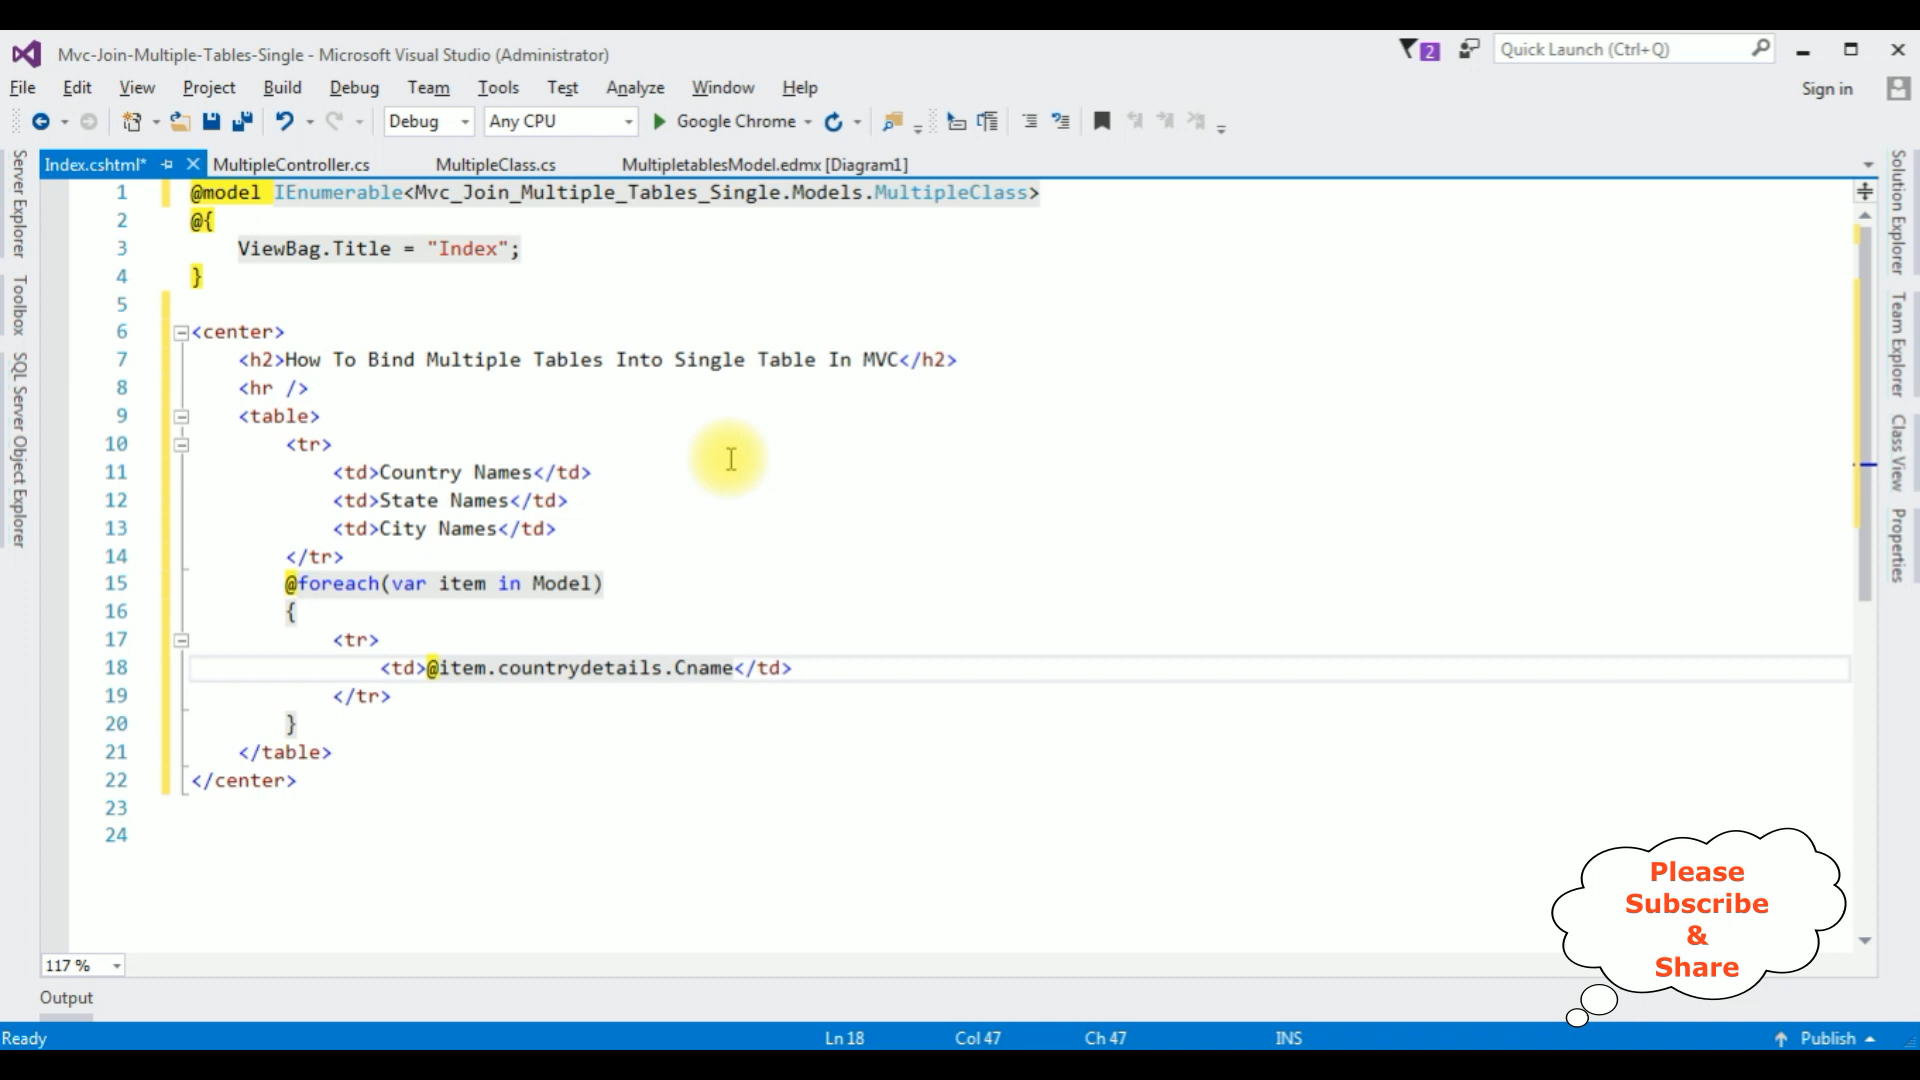 Mvc-Join-Multiple-Tables-Single - Microsoft Visual Studio (Administrator)
2
Quick Launch (Ctrl+Q)
File Edit View Project Build Debug Team Tools Test Analyze Window Help
Sign in
Debug
Any CPU
Google Chrome
Index.cshtml*
MultipleController.cs
MultipleClass.cs
MultipletablesModel.edmx [Diagram1]
Server Explorer
Toolbox
SQL Server Object Explorer
1 @model IEnumerable<Mvc_Join_Multiple_Tables_Single.Models.MultipleClass>
2 @{
3 ViewBag.Title = "Index";
4 }
5
6 <center>
7 <h2>How To Bind Multiple Tables Into Single Table In MVC</h2>
8 <hr />
9 <table>
10 <tr>
11 <td>Country Names</td>
12 <td>State Names</td>
13 <td>City Names</td>
14 </tr>
15 @foreach(var item in Model)
16 {
17 <tr>
18 <td>@item.countrydetails.Cname</td>
19 </tr>
20 }
21 </table>
22 </center>
23
24
Solution Explorer
Team Explorer
Class View
Properties
Please
Subscribe
&
Share
117 %
Output
Ready
Ln 18
Col 47
Ch 47
INS
Publish